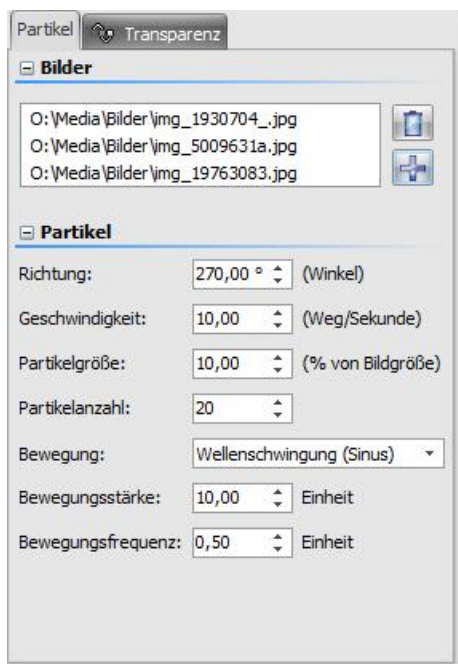 Partikel Transparenz
Bilder
O:\Media\Bilder\img_1930704_.jpg
O:\Media\Bilder\img_5009631a.jpg
O:\Media\Bilder\img_19763083.jpg
Partikel
Richtung: 270,00 ° (Winkel)
Geschwindigkeit: 10,00 (Weg/Sekunde)
Partikelgröße: 10,00 (% von Bildgröße)
Partikelanzahl: 20
Bewegung: Wellenschwingung (Sinus)
Bewegungsstärke: 10,00 Einheit
Bewegungsfrequenz: 0,50 Einheit